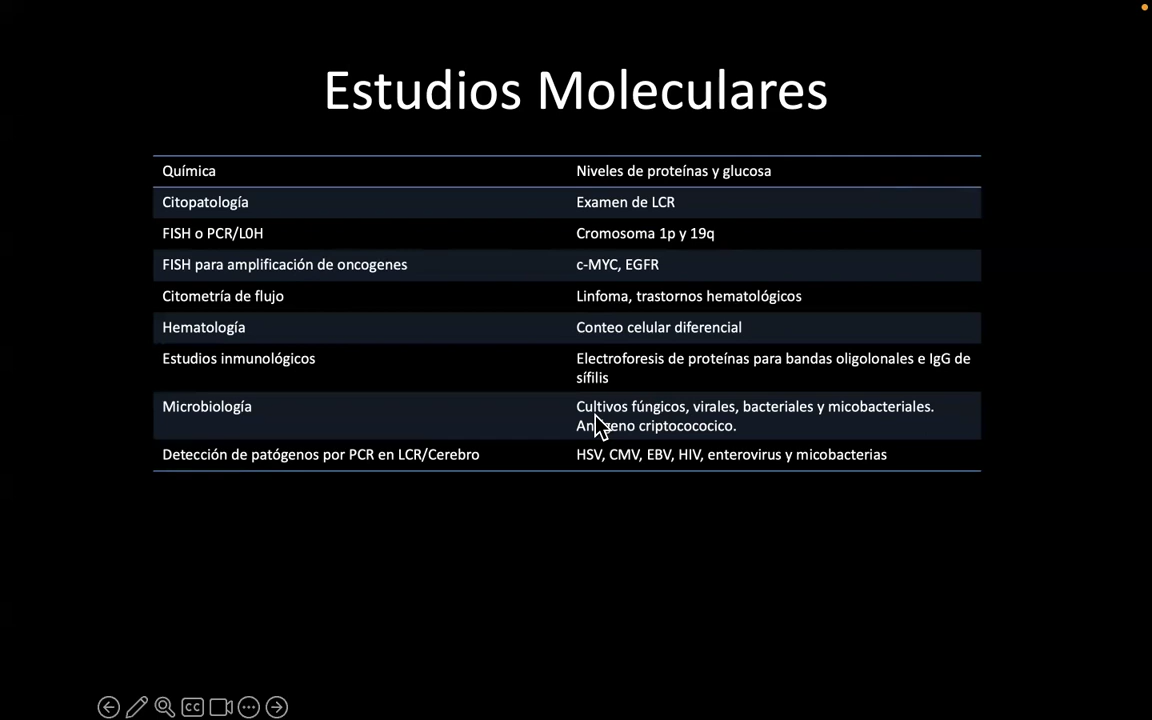 Estudios Moleculares
Química Niveles de proteínas y glucosa
Citopatología Examen de LCR
FISH o PCR/L0H Cromosoma 1p y 19q
FISH para amplificación de oncogenes c-MYC, EGFR
Citometría de flujo Linfoma, trastornos hematológicos
Hematología Conteo celular diferencial
Estudios inmunológicos Electroforesis de proteínas para bandas oligolonales e IgG de
sífilis
Microbiología Cultivos fúngicos, virales, bacteriales y micobacteriales.
criptocococico.
Detección de patógenos por PCR en LCR/Cerebro HSV, CMV, EBV, HIV, enterovirus y micobacterias
CC